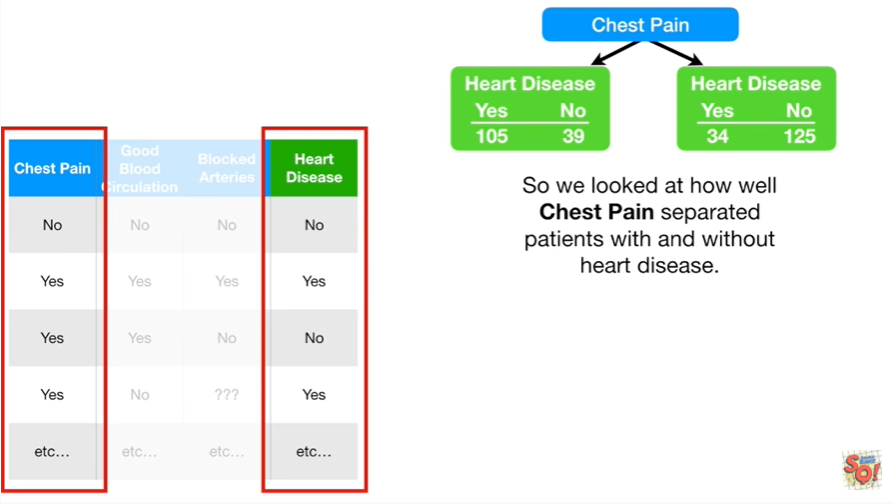 Chest Pain
Heart Disease
Yes No
105 39
Heart Disease
Yes No
34 125
So we looked at how well
Chest Pain separated
patients with and without
heart disease.
Chest Pain
Good
Blood
Circulation
Blocked
Arteries
Heart
Disease
No No No No
Yes Yes Yes Yes
Yes Yes No No
Yes No ??? Yes
etc... etc... etc... etc...
SQ!